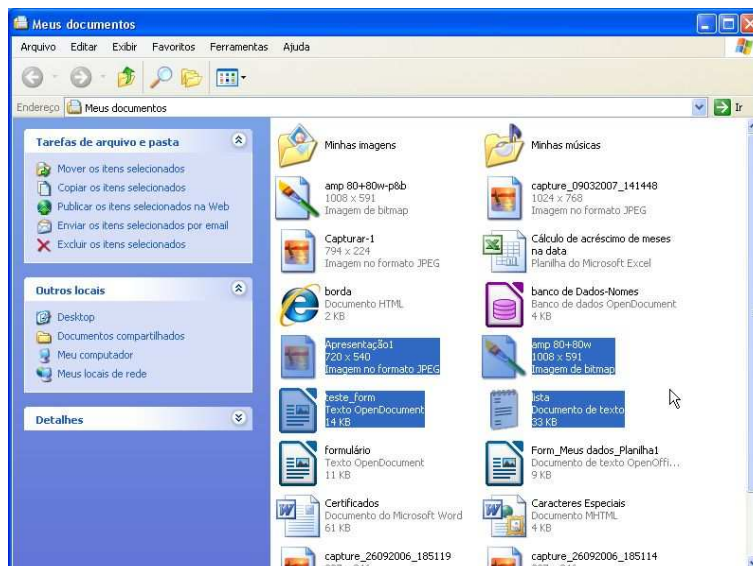 Meus documentos
Arquivo Editar Exibir Favoritos Ferramentas Ajuda
Endereço Meus documentos Ir
Tarefas de arquivo e pasta
Mover os itens selecionados
Copiar os itens selecionados
Publicar os itens selecionados na Web
Enviar os itens selecionados por email
Excluir os itens selecionados
Outros locais
Desktop
Documentos compartilhados
Meu computador
Meus locais de rede
Detalhes
Minhas imagens
Minhas músicas
amp 80+80w-p&b
1008 x 591
Imagem de bitmap
capture_09032007_141448
1024 x 768
Imagem no formato JPEG
Capturar-1
794 x 224
Imagem no formato JPEG
Cálculo de acréscimo de meses
na data
Planilha do Microsoft Excel
borda
Documento HTML
2 KB
banco de Dados-Nomes
Banco de dados OpenDocument
4 KB
Apresentação1
720 x 540
Imagem no formato JPEG
amp 80+80w
1008 x 591
Imagem de bitmap
teste_form
Texto OpenDocument
14 KB
lista
Documento de texto
33 KB
formulário
Texto OpenDocument
11 KB
Form_Meus dados_Planilha1
Documento de texto OpenOffi...
9 KB
Certificados
Documento do Microsoft Word
61 KB
Caracteres Especiais
Documento MHTML
4 KB
capture_26092006_185119
capture_26092006_185114